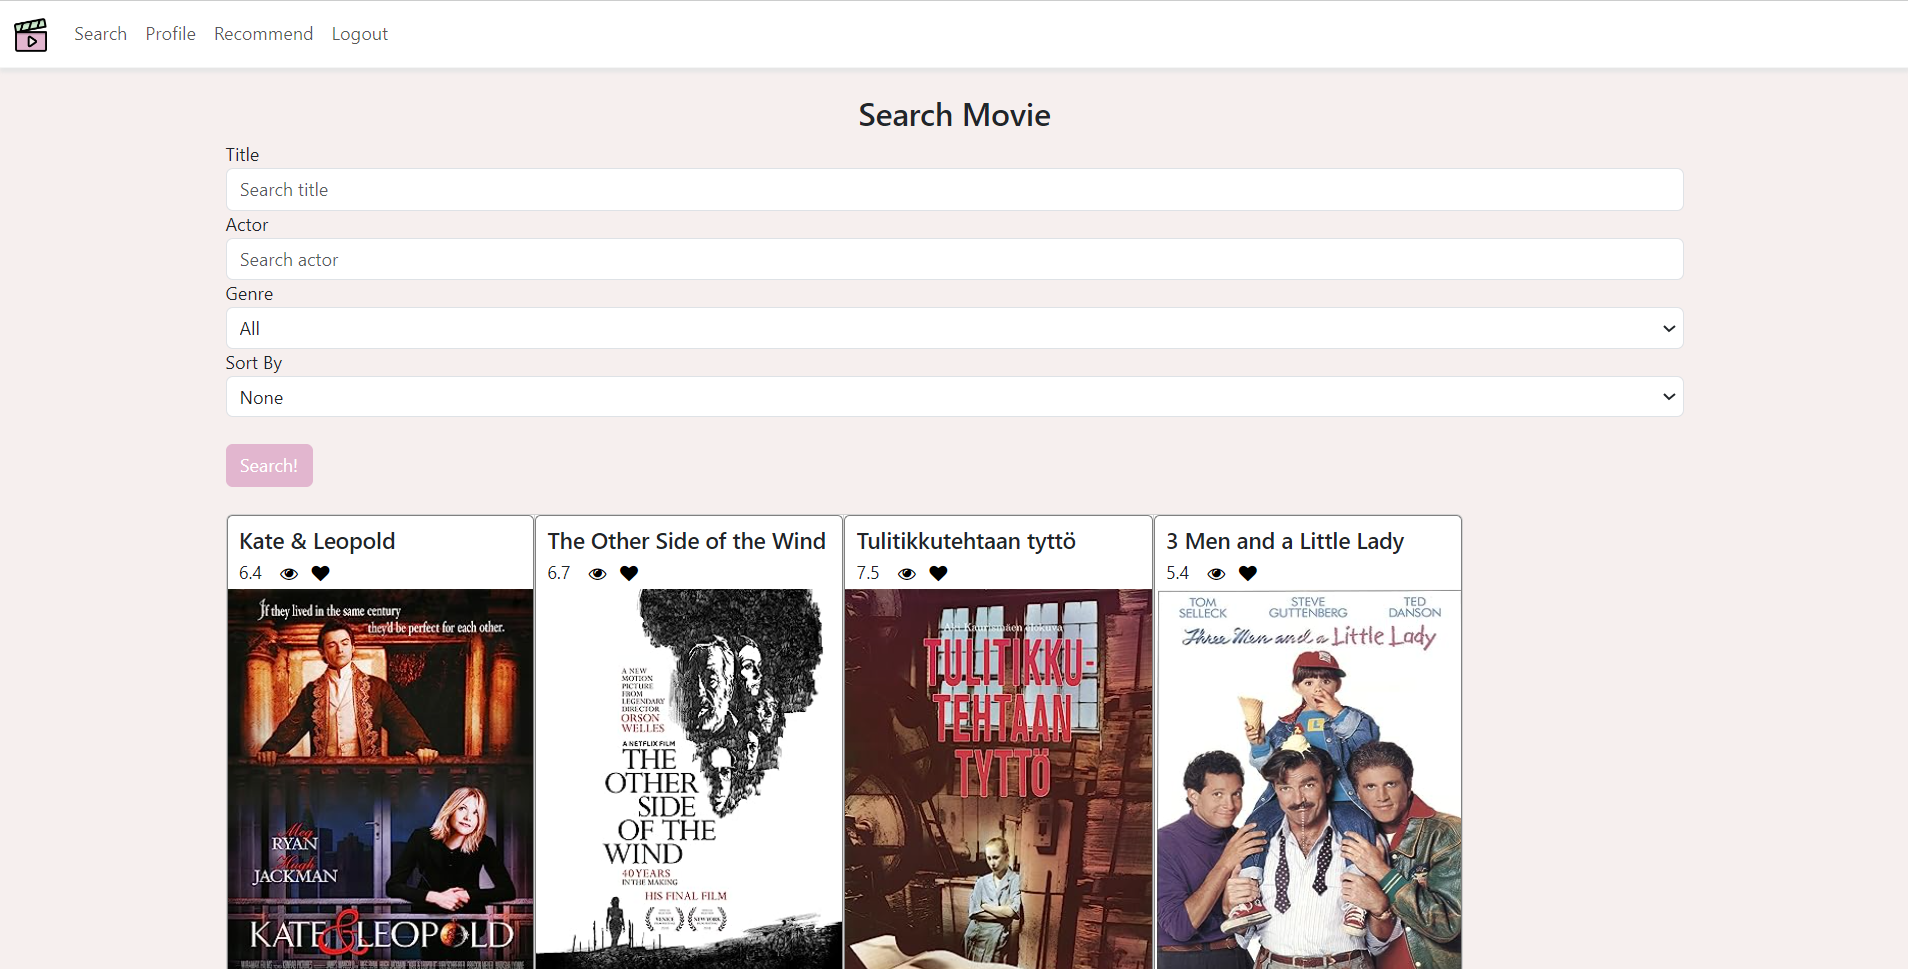 Search Profile Recommend Logout
Search Movie
Title
Search title
Actor
Search actor
Genre
All
Sort By
None
Search!
Kate & Leopold
6.4
If they lived in the same century
they'd be perfect for each other.
Meg
RYAN
Hugh
JACKMAN
KATE & LEOPOLD
The Other Side of the Wind
6.7
A NEW
MOTION
PICTURE
FROM
LEGENDARY
DIRECTOR
ORSON
WELLES
A NETFLIX FILM
THE
OTHER
SIDE
OF THE
WIND
40 YEARS
IN THE MAKING
HIS FINAL FILM
Tulitikkutehtaan tyttö
7.5
Aki Kaurismäen elokuva
TULITIKKU-
TEHTAAN
TYTTÖ
3 Men and a Little Lady
5.4
TOM SELLECK
STEVE GUTTENBERG
TED DANSON
Three Men and a Little Lady